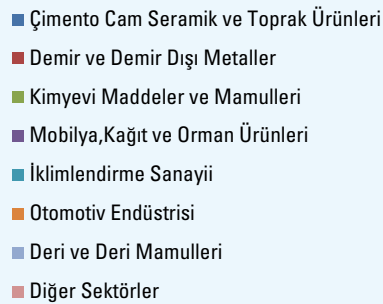 Çimento Cam Seramik ve Toprak Ürünleri
Demir ve Demir Dışı Metaller
Kimyevi Maddeler ve Mamulleri
Mobilya,Kağıt ve Orman Ürünleri
İklimlendirme Sanayii
Otomotiv Endüstrisi
Deri ve Deri Mamulleri
Diğer Sektörler